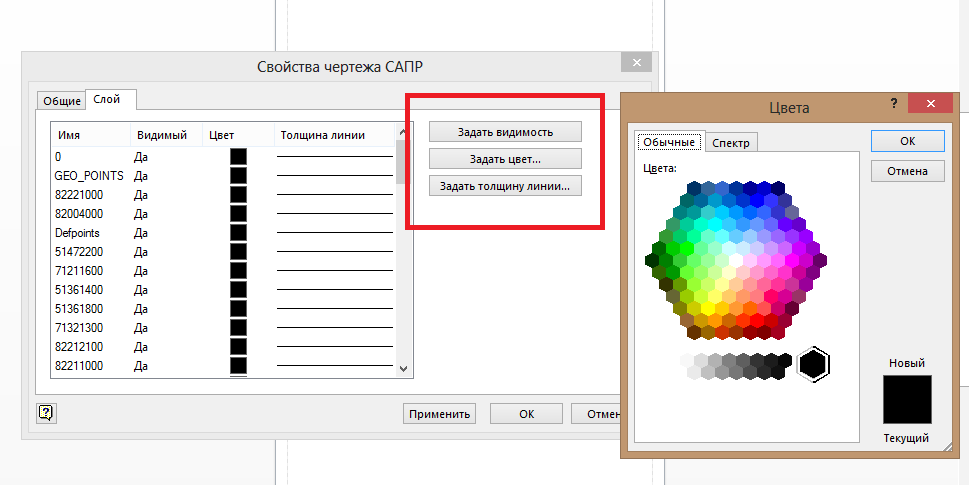 Свойства чертежа САПР
Общие Слой
Имя Видимый Цвет Толщина линии
0 Да
GEO_POINTS Да
82221000 Да
82004000 Да
Defpoints Да
51472200 Да
71211600 Да
51361400 Да
51361800 Да
71321300 Да
82212100 Да
82211000 Да
Задать видимость
Задать цвет...
Задать толщину линии...
?
Применить ОК Отмен
Цвета
?
Обычные Спектр
Цвета:
ОК
Отмена
Новый
Текущий